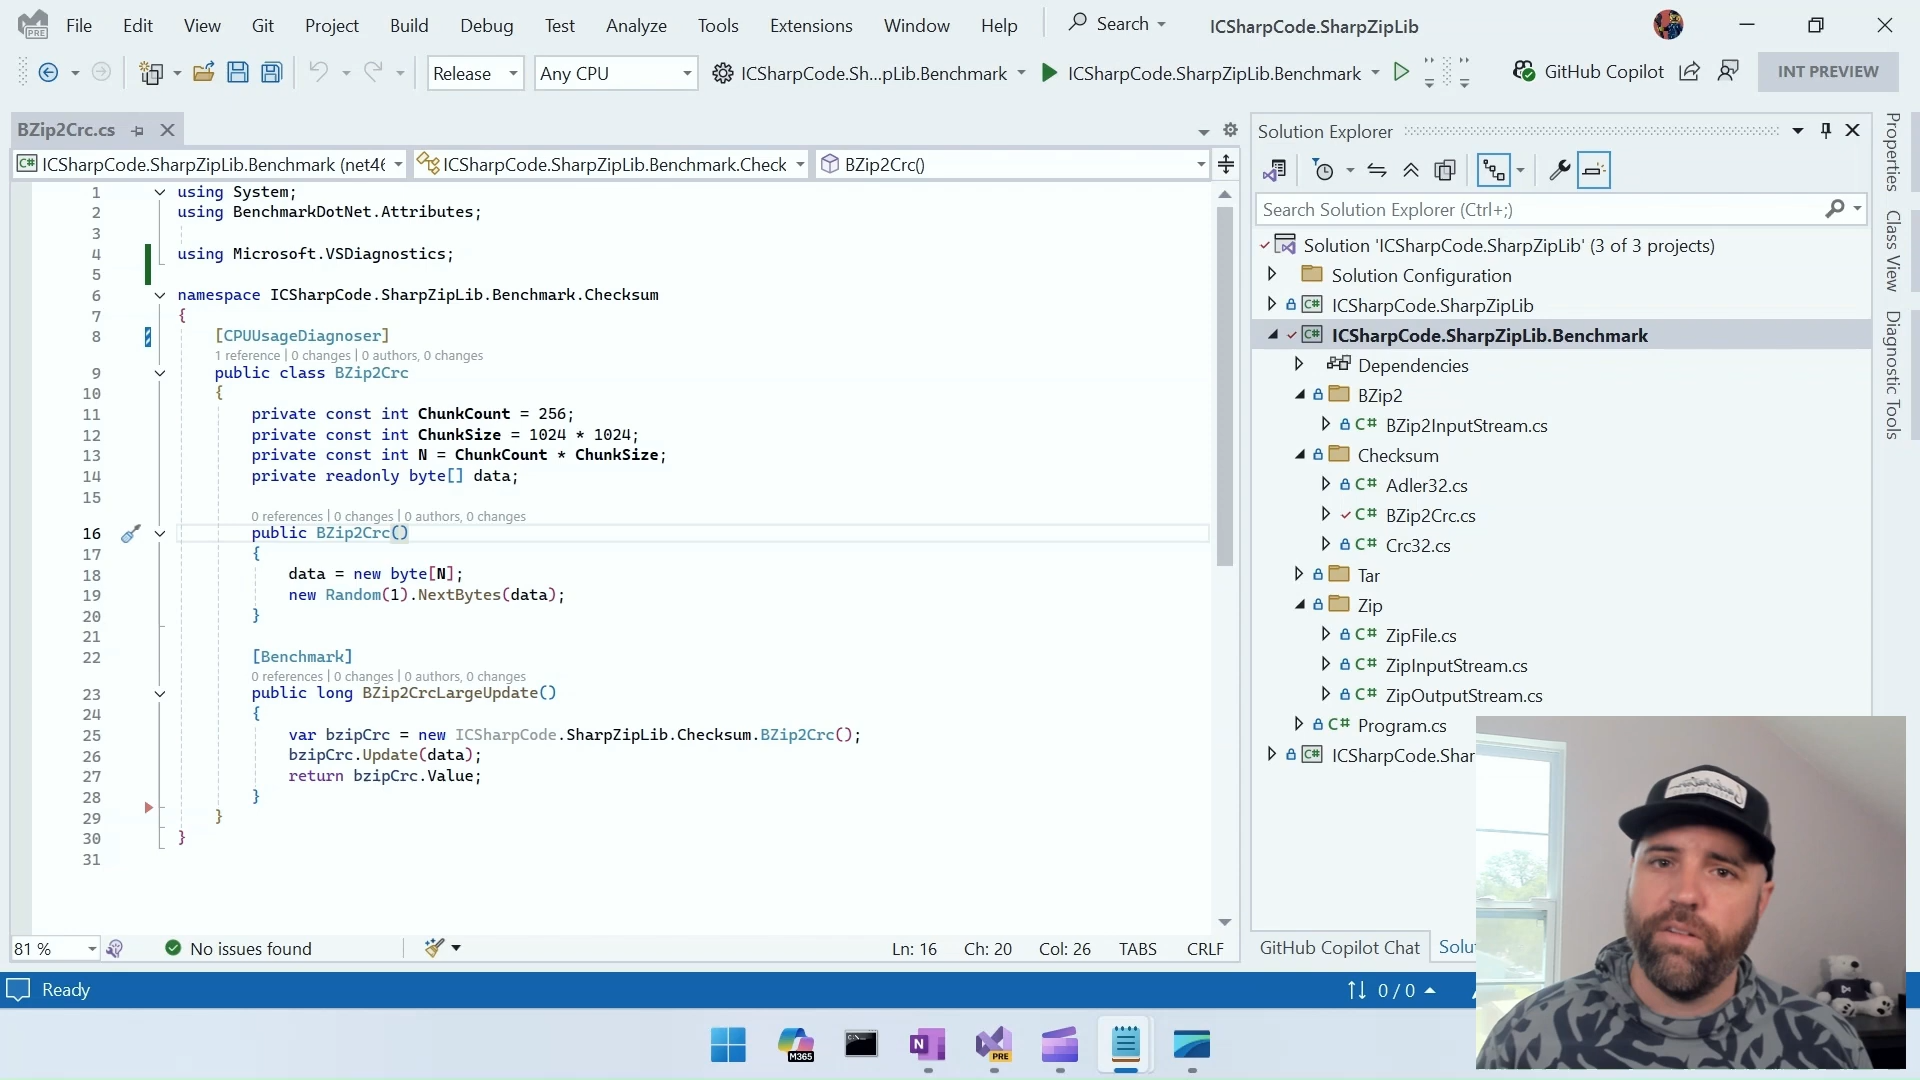 File Edit View Git Project Build Debug Test Analyze Tools Extensions Window Help Search ICSharpCode.SharpZipLib
Release Any CPU ICSharpCode.Sh...pLib.Benchmark ICSharpCode.SharpZipLib.Benchmark GitHub Copilot INT PREVIEW
BZip2Crc.cs
ICSharpCode.SharpZipLib.Benchmark (net46 ICSharpCode.SharpZipLib.Benchmark.Check BZip2Crc()
1 using System;
2 using BenchmarkDotNet.Attributes;
3
4 using Microsoft.VSDiagnostics;
5
6 namespace ICSharpCode.SharpZipLib.Benchmark.Checksum
7 {
8 [CPUUsageDiagnoser]
1 reference | 0 changes | 0 authors, 0 changes
9 public class BZip2Crc
10 {
11 private const int ChunkCount = 256;
12 private const int ChunkSize = 1024 * 1024;
13 private const int N = ChunkCount * ChunkSize;
14 private readonly byte[] data;
15
0 references | 0 changes | 0 authors, 0 changes
16 public BZip2Crc()
17 {
18 data = new byte[N];
19 new Random(1).NextBytes(data);
20 }
21
22 [Benchmark]
0 references | 0 changes | 0 authors, 0 changes
23 public long BZip2CrcLargeUpdate()
24 {
25 var bzipCrc = new ICSharpCode.SharpZipLib.Checksum.BZip2Crc();
26 bzipCrc.Update(data);
27 return bzipCrc.Value;
28 }
29 }
30 }
31
81 % No issues found Ln: 16 Ch: 20 Col: 26 TABS CRLF
Solution Explorer
Search Solution Explorer (Ctrl+;)
Solution 'ICSharpCode.SharpZipLib' (3 of 3 projects)
Solution Configuration
C# ICSharpCode.SharpZipLib
C# ICSharpCode.SharpZipLib.Benchmark
Dependencies
BZip2
C# BZip2InputStream.cs
Checksum
C# Adler32.cs
C# BZip2Crc.cs
C# Crc32.cs
Tar
Zip
C# ZipFile.cs
C# ZipInputStream.cs
C# ZipOutputStream.cs
C# Program.cs
C# ICSharpCode.Shar
GitHub Copilot Chat Solu
Properties
Class View
Diagnostic Tools
Ready 0 / 0
M365
N
PRE